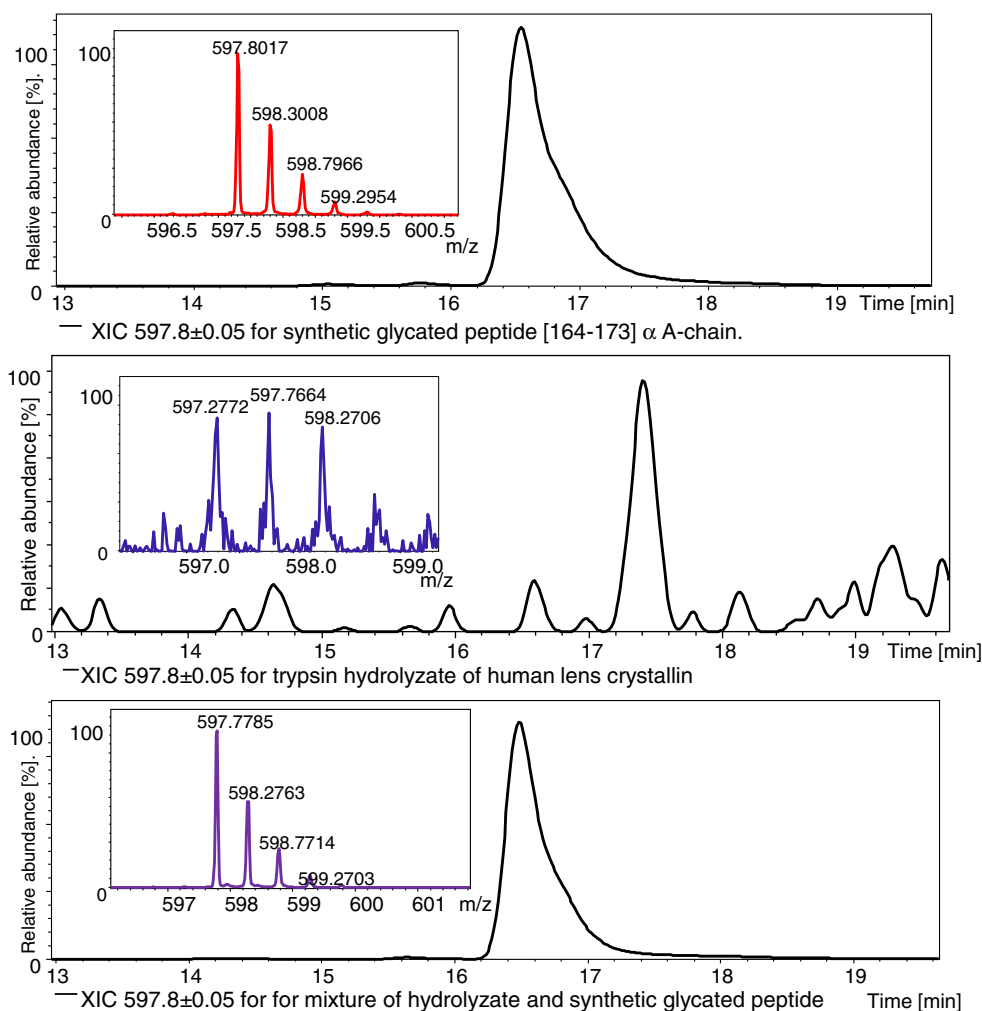 Relative abundance [%].
100
0
100
0
597.8017
598.3008
598.7966
599.2954
596.5 597.5 598.5 599.5 600.5
m/z
13 14 15 16 17 18 19 Time [min]
— XIC 597.8±0.05 for synthetic glycated peptide [164-173] α A-chain.
Relative abundance [%]
100
0
100
0
597.2772
597.7664
598.2706
597.0 598.0 599.0
m/z
13 14 15 16 17 18 19 Time [min]
—XIC 597.8±0.05 for trypsin hydrolyzate of human lens crystallin
Relative abundance [%].
100
0
100
0
597.7785
598.2763
598.7714
599.2703
597 598 599 600 601 m/z
13 14 15 16 17 18 19
—XIC 597.8±0.05 for for mixture of hydrolyzate and synthetic glycated peptide Time [min]